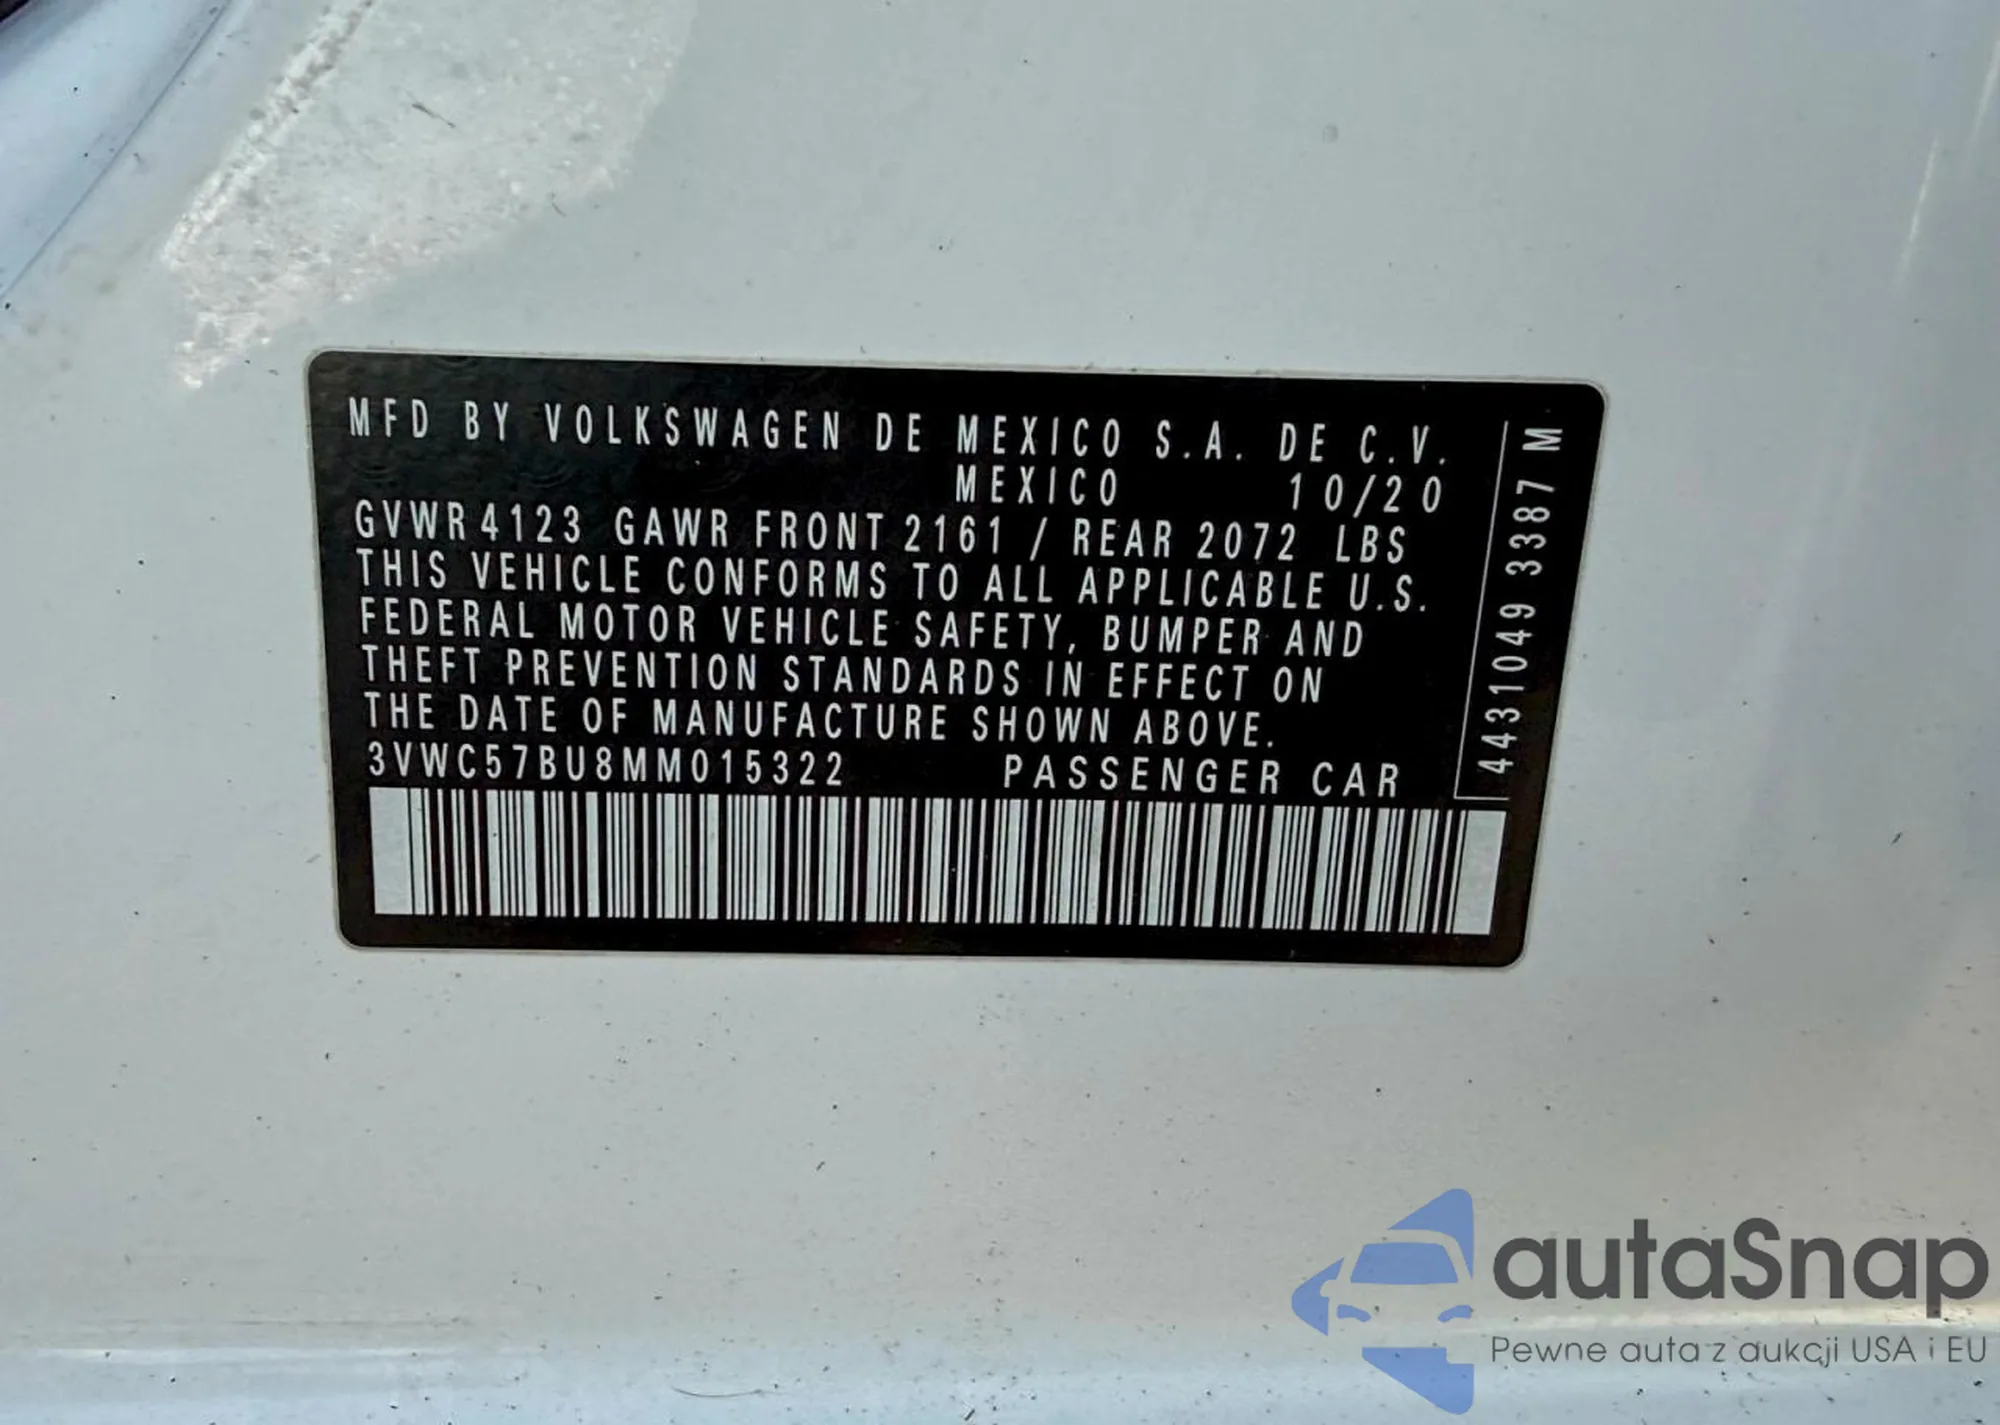 MFD BY VOLKSWAGEN DE MEXICO S.A. DE C.V.
MEXICO 10/20
GVWR 4123 GAWR FRONT 2161 / REAR 2072 LBS
THIS VEHICLE CONFORMS TO ALL APPLICABLE U.S.
FEDERAL MOTOR VEHICLE SAFETY, BUMPER AND
THEFT PREVENTION STANDARDS IN EFFECT ON
THE DATE OF MANUFACTURE SHOWN ABOVE.
3VWC57BU8MM015322 PASSENGER CAR
4431049 3387 M
autaSnap
Pewne auta z aukcji USA i EU